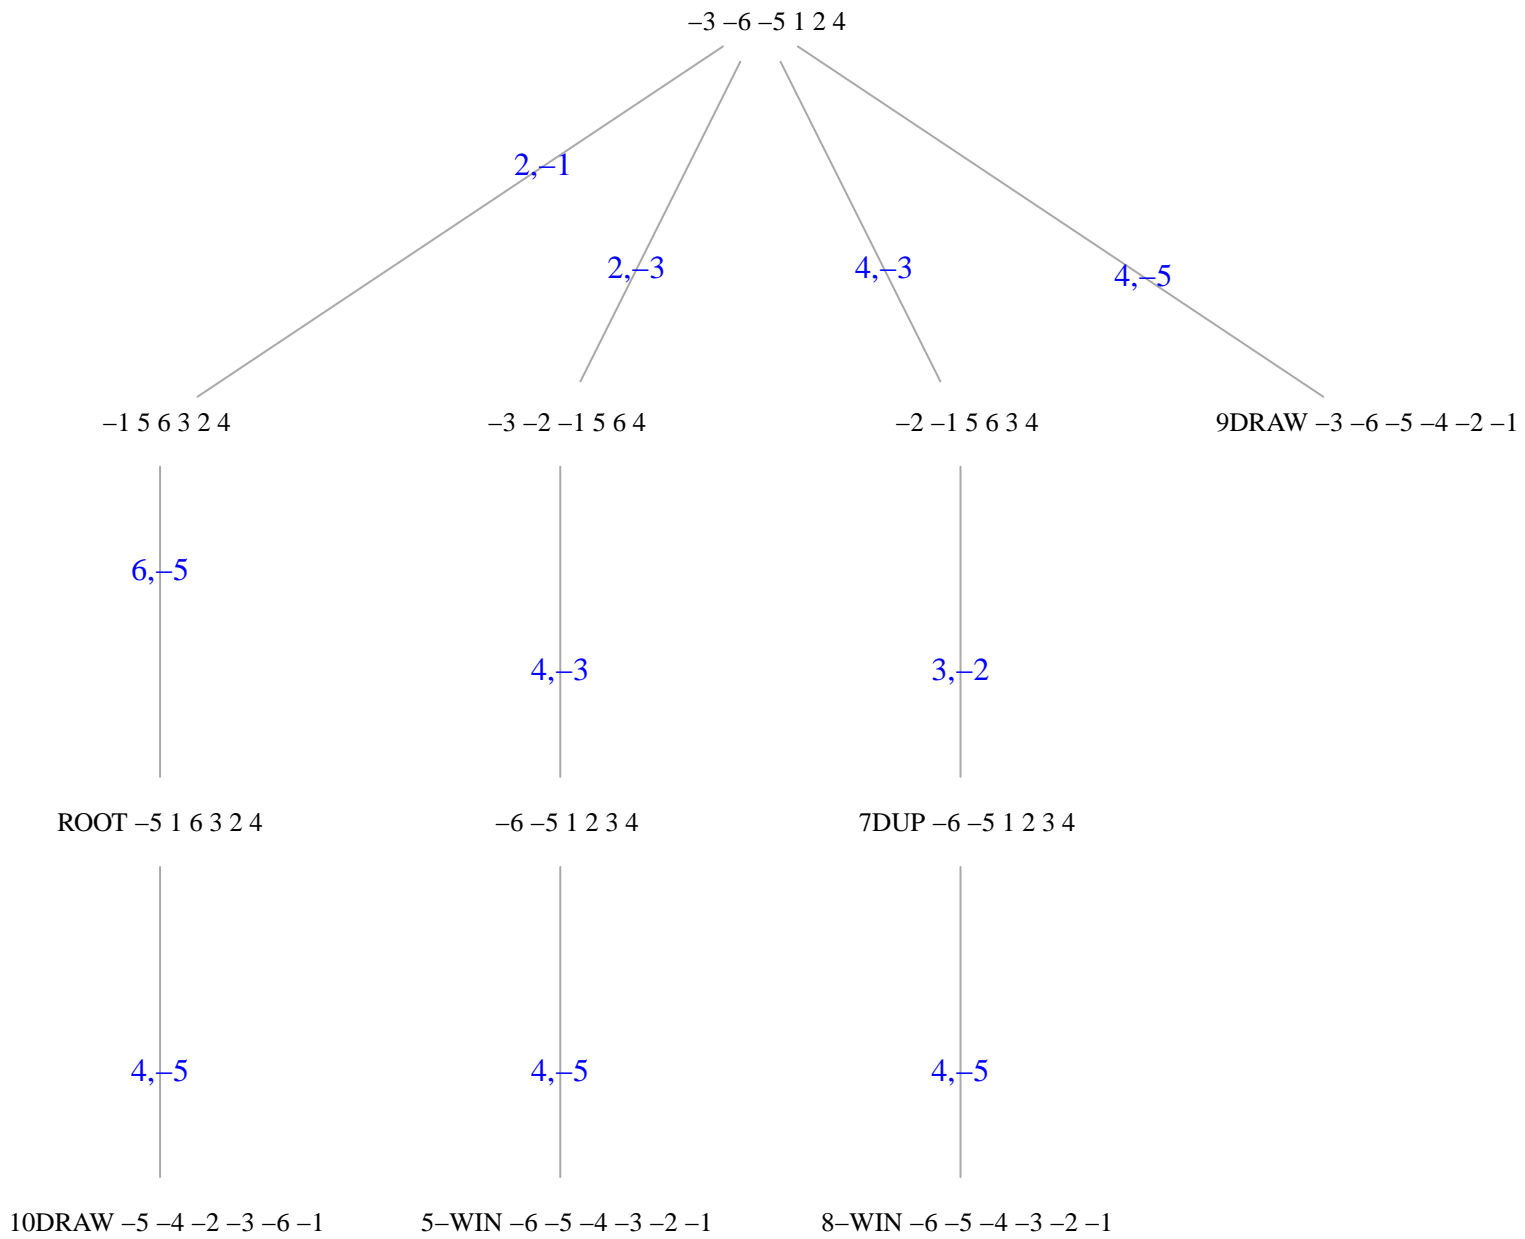 –3 –6 –5 1 2 4
2,–1
2,–3
4,–3
4,–5
–1 5 6 3 2 4
–3 –2 –1 5 6 4
–2 –1 5 6 3 4
9DRAW –3 –6 –5 –4 –2 –1
6,–5
4,–3
3,–2
ROOT –5 1 6 3 2 4
–6 –5 1 2 3 4
7DUP –6 –5 1 2 3 4
4,–5
4,–5
4,–5
10DRAW –5 –4 –2 –3 –6 –1
5–WIN –6 –5 –4 –3 –2 –1
8–WIN –6 –5 –4 –3 –2 –1